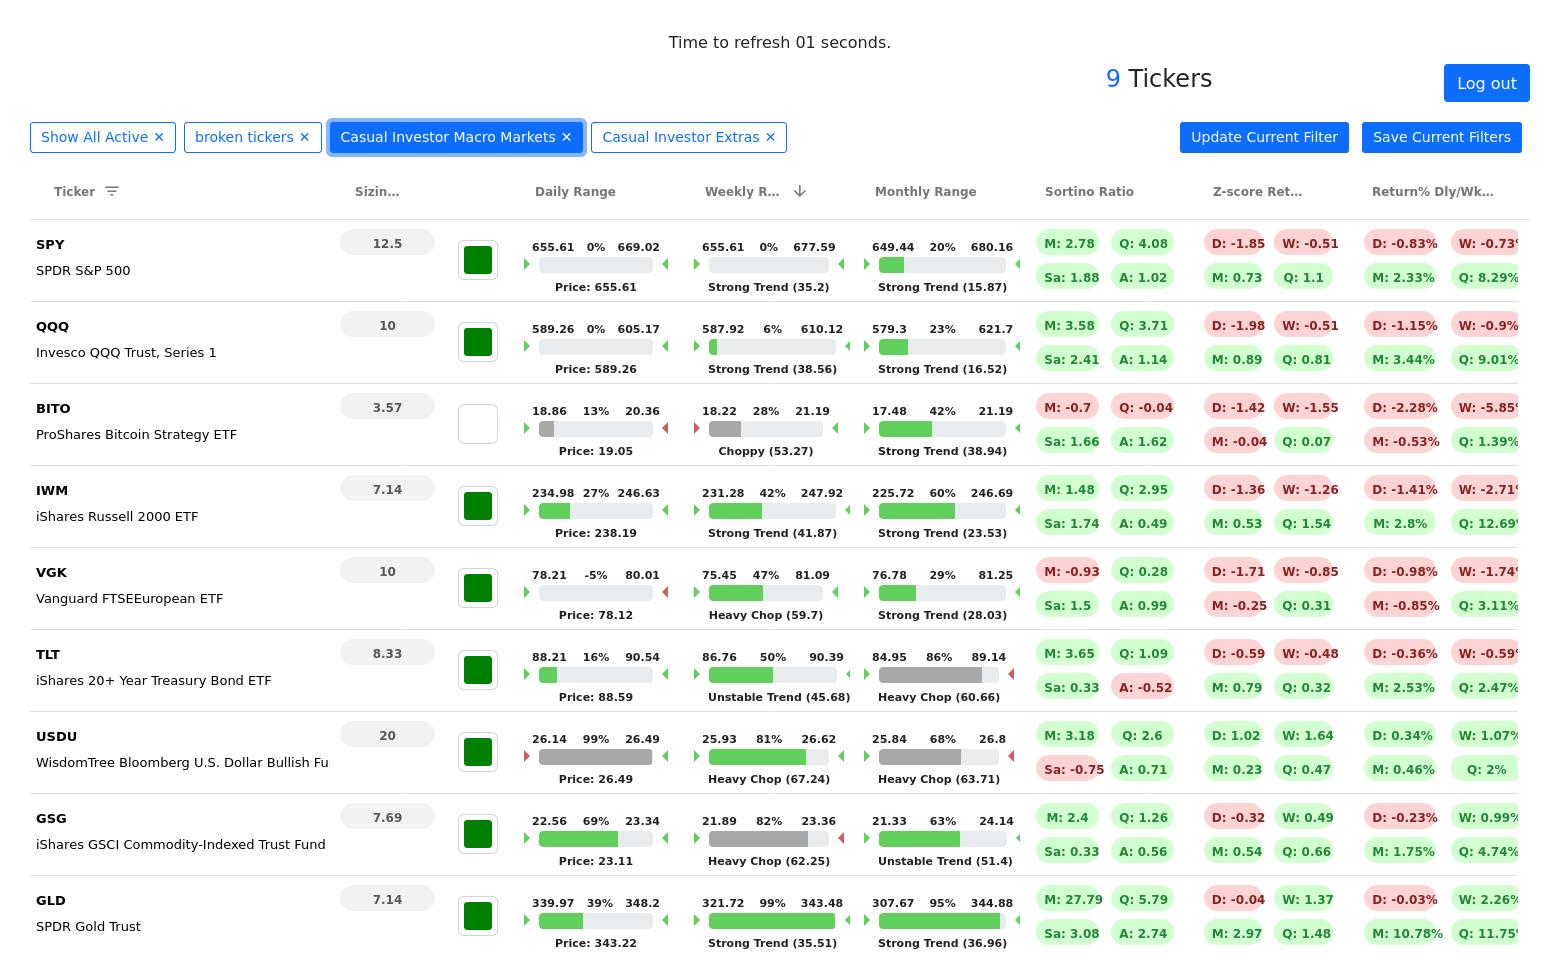 Time to refresh 01 seconds.
9 Tickers
Log out
Show All Active ✕ broken tickers ✕ Casual Investor Macro Markets ✕ Casual Investor Extras ✕ Update Current Filter Save Current Filters
Ticker Sizin… Daily Range Weekly R… Monthly Range Sortino Ratio Z-score Ret… Return% Dly/Wk…
SPY 12.5 655.61 0% 669.02 655.61 0% 677.59 649.44 20% 680.16 M: 2.78 Q: 4.08 D: -1.85 W: -0.51 D: -0.83% W: -0.73%
SPDR S&P 500 Price: 655.61 Strong Trend (35.2) Strong Trend (15.87) Sa: 1.88 A: 1.02 M: 0.73 Q: 1.1 M: 2.33% Q: 8.29%
QQQ 10 589.26 0% 605.17 587.92 6% 610.12 579.3 23% 621.7 M: 3.58 Q: 3.71 D: -1.98 W: -0.51 D: -1.15% W: -0.9%
Invesco QQQ Trust, Series 1 Price: 589.26 Strong Trend (38.56) Strong Trend (16.52) Sa: 2.41 A: 1.14 M: 0.89 Q: 0.81 M: 3.44% Q: 9.01%
BITO 3.57 18.86 13% 20.36 18.22 28% 21.19 17.48 42% 21.19 M: -0.7 Q: -0.04 D: -1.42 W: -1.55 D: -2.28% W: -5.85%
ProShares Bitcoin Strategy ETF Price: 19.05 Choppy (53.27) Strong Trend (38.94) Sa: 1.66 A: 1.62 M: -0.04 Q: 0.07 M: -0.53% Q: 1.39%
IWM 7.14 234.98 27% 246.63 231.28 42% 247.92 225.72 60% 246.69 M: 1.48 Q: 2.95 D: -1.36 W: -1.26 D: -1.41% W: -2.71%
iShares Russell 2000 ETF Price: 238.19 Strong Trend (41.87) Strong Trend (23.53) Sa: 1.74 A: 0.49 M: 0.53 Q: 1.54 M: 2.8% Q: 12.69%
VGK 10 78.21 -5% 80.01 75.45 47% 81.09 76.78 29% 81.25 M: -0.93 Q: 0.28 D: -1.71 W: -0.85 D: -0.98% W: -1.74%
Vanguard FTSEEuropean ETF Price: 78.12 Heavy Chop (59.7) Strong Trend (28.03) Sa: 1.5 A: 0.99 M: -0.25 Q: 0.31 M: -0.85% Q: 3.11%
TLT 8.33 88.21 16% 90.54 86.76 50% 90.39 84.95 86% 89.14 M: 3.65 Q: 1.09 D: -0.59 W: -0.48 D: -0.36% W: -0.59%
iShares 20+ Year Treasury Bond ETF Price: 88.59 Unstable Trend (45.68) Heavy Chop (60.66) Sa: 0.33 A: -0.52 M: 0.79 Q: 0.32 M: 2.53% Q: 2.47%
USDU 20 26.14 99% 26.49 25.93 81% 26.62 25.84 68% 26.8 M: 3.18 Q: 2.6 D: 1.02 W: 1.64 D: 0.34% W: 1.07%
WisdomTree Bloomberg U.S. Dollar Bullish Fu Price: 26.49 Heavy Chop (67.24) Heavy Chop (63.71) Sa: -0.75 A: 0.71 M: 0.23 Q: 0.47 M: 0.46% Q: 2%
GSG 7.69 22.56 69% 23.34 21.89 82% 23.36 21.33 63% 24.14 M: 2.4 Q: 1.26 D: -0.32 W: 0.49 D: -0.23% W: 0.99%
iShares GSCI Commodity-Indexed Trust Fund Price: 23.11 Heavy Chop (62.25) Unstable Trend (51.4) Sa: 0.33 A: 0.56 M: 0.54 Q: 0.66 M: 1.75% Q: 4.74%
GLD 7.14 339.97 39% 348.2 321.72 99% 343.48 307.67 95% 344.88 M: 27.79 Q: 5.79 D: -0.04 W: 1.37 D: -0.03% W: 2.26%
SPDR Gold Trust Price: 343.22 Strong Trend (35.51) Strong Trend (36.96) Sa: 3.08 A: 2.74 M: 2.97 Q: 1.48 M: 10.78% Q: 11.75%